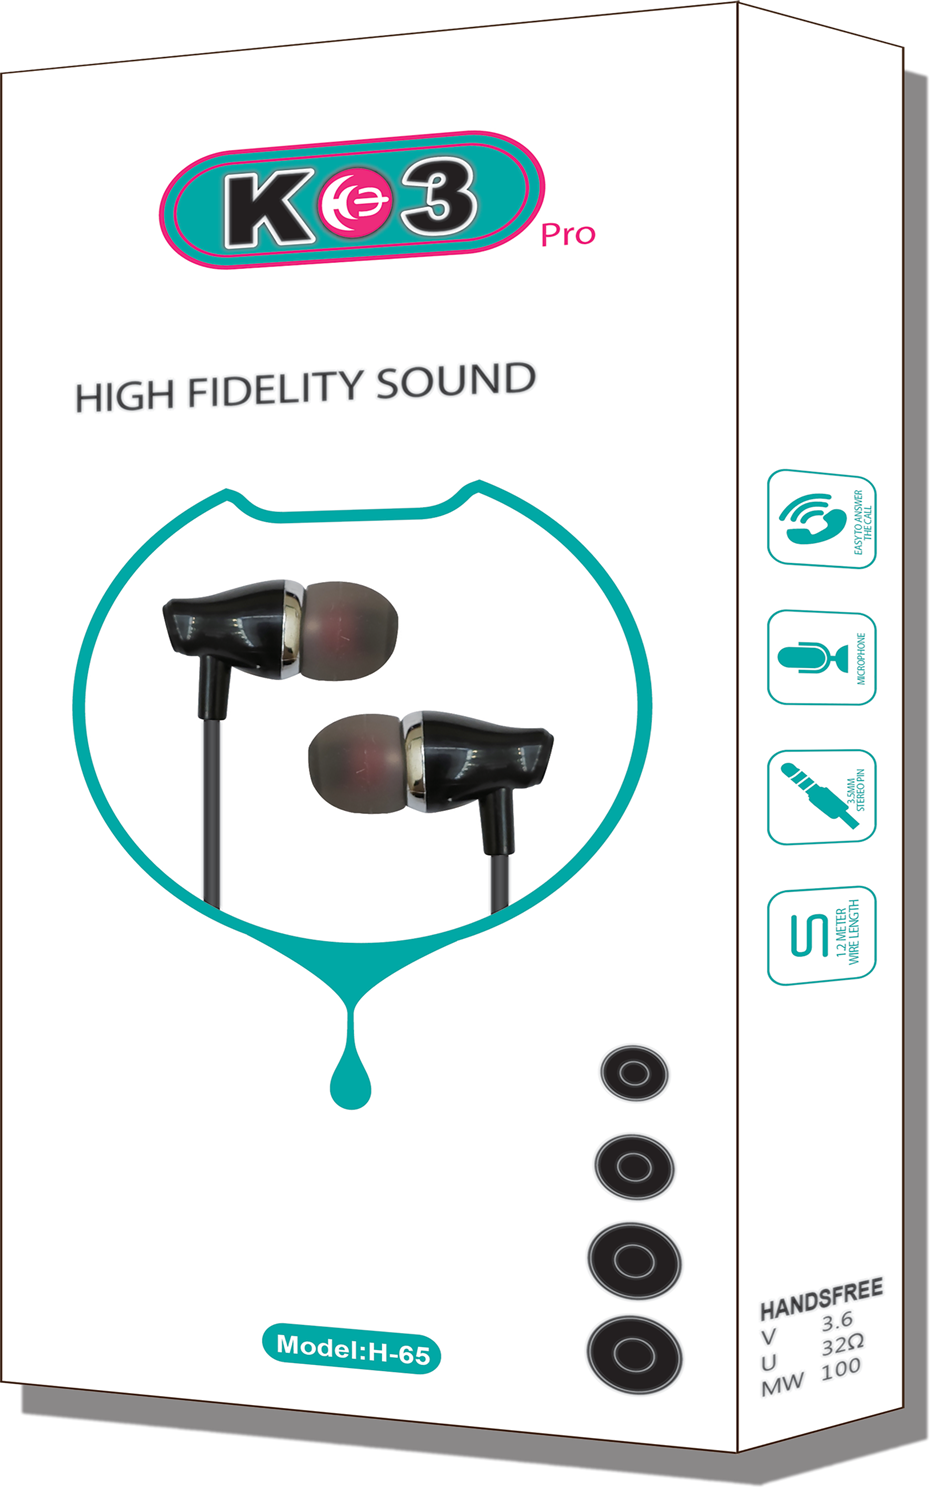 K 3
Pro
HIGH FIDELITY SOUND
EASY TO ANSWER
THE CALL
MICROPHONE
3.5MM
STEREO PIN
1.2 METER
WIRE LENGTH
Model:H-65
HANDSFREE
V 3.6
U 32Ω
MW 100